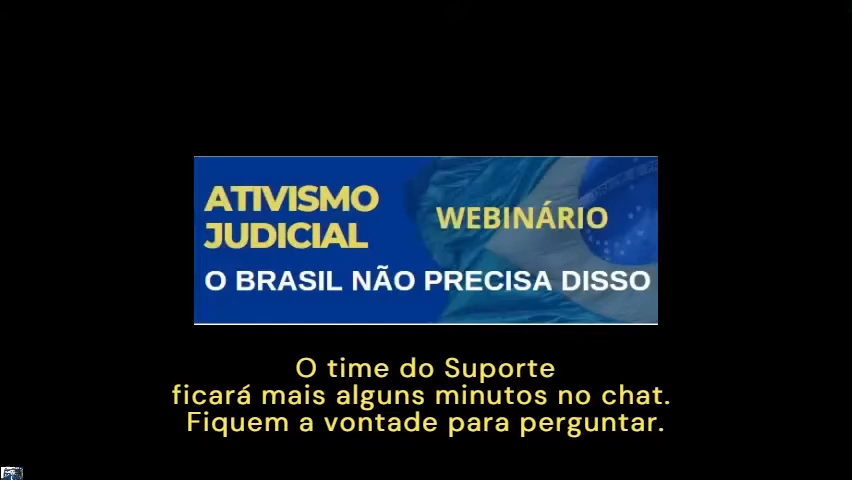 ATIVISMO
JUDICIAL
WEBINÁRIO
O BRASIL NÃO PRECISA DISSO
O time do Suporte
ficará mais alguns minutos no chat.
Fiquem a vontade para perguntar.